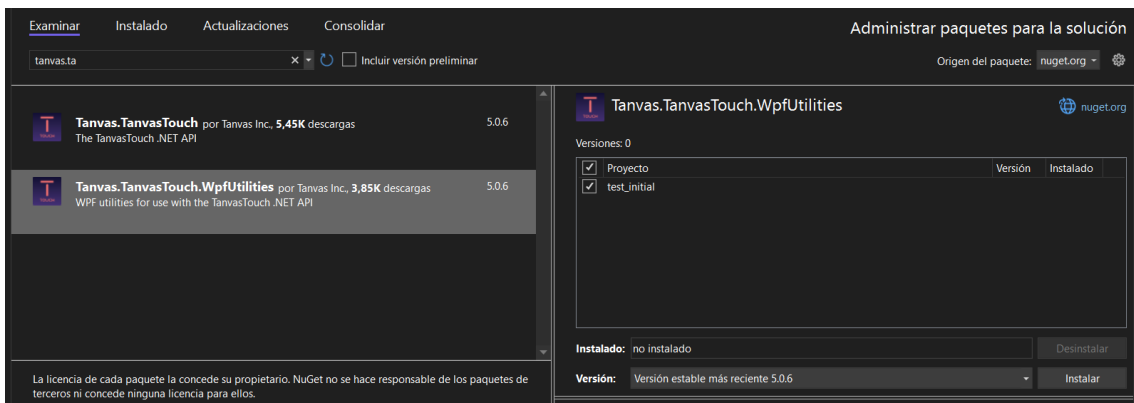 Examinar Instalado Actualizaciones Consolidar
Administrar paquetes para la solución
tanvas.ta
Incluir versión preliminar
Origen del paquete: nuget.org
Tanvas.TanvasTouch por Tanvas Inc., 5,45K descargas 5.0.6
The TanvasTouch .NET API
Tanvas.TanvasTouch.WpfUtilities por Tanvas Inc., 3,85K descargas 5.0.6
WPF utilities for use with the TanvasTouch .NET API
La licencia de cada paquete la concede su propietario. NuGet no se hace responsable de los paquetes de
terceros ni concede ninguna licencia para ellos.
Tanvas.TanvasTouch.WpfUtilities nuget.org
Versiones: 0
Proyecto Versión Instalado
test_initial
Instalado: no instalado Desinstalar
Versión: Versión estable más reciente 5.0.6 Instalar